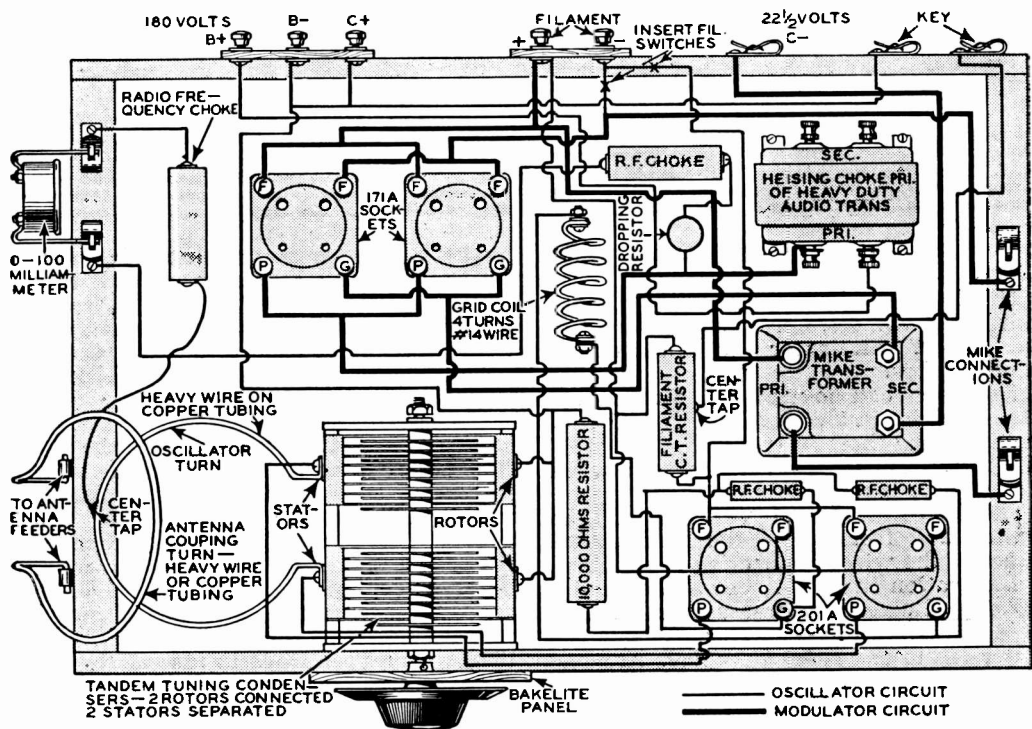 180 VOLTS
B+
B-
C+
FILAMENT
+
-
INSERT FIL.
SWITCHES
22 1/2 VOLTS
C-
KEY
RADIO FRE-
QUENCY CHOKE
0-100
MILLIAM
METER
F
F
F
F
171A
SOCK-
ETS
P
G
P
G
R.F. CHOKE
DROPPING
RESISTOR
SEC.
HEISING CHOKE PRI.
OF HEAVY DUTY
AUDIO TRANS
PRI.
GRID COIL
4 TURNS
#14 WIRE
MIKE
TRANS-
FORMER
PRI.
SEC.
MIKE
CONNECT-
IONS
FILIAMENT
C.T. RESISTOR
CEN-
TER
TAP
HEAVY WIRE ON
COPPER TUBING
OSCILLATOR
TURN
TO ANT-
ENNA
FEEDERS
CEN-
TER
TAP
ANTENNA
COUPING
TURN-
HEAVY WIRE
OR COPPER
TUBING
STAT-
ORS
ROTORS
10,000 OHMS RESISTOR
R.F. CHOKE
R.F. CHOKE
F
F
F
F
P
G
P
G
201A
SOCKETS
TANDEM TUNING CONDEN-
SERS-2 ROTORS CONNECTED
2 STATORS SEPARATED
BAKELITE
PANEL
OSCILLATOR CIRCUIT
MODULATOR CIRCUIT